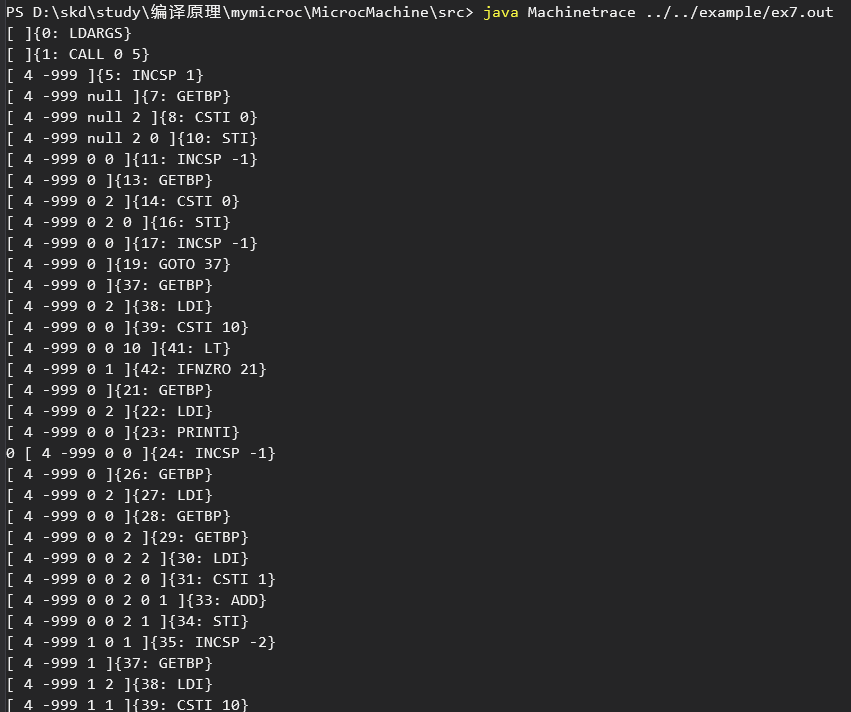 PS D:\skd\study\编译原理\mymicroc\MicrocMachine\src> java Machinetrace ../../example/ex7.out
[ ]{0: LDARGS}
[ ]{1: CALL 0 5}
[ 4 -999 ]{5: INCSP 1}
[ 4 -999 null ]{7: GETBP}
[ 4 -999 null 2 ]{8: CSTI 0}
[ 4 -999 null 2 0 ]{10: STI}
[ 4 -999 0 0 ]{11: INCSP -1}
[ 4 -999 0 ]{13: GETBP}
[ 4 -999 0 2 ]{14: CSTI 0}
[ 4 -999 0 2 0 ]{16: STI}
[ 4 -999 0 0 ]{17: INCSP -1}
[ 4 -999 0 ]{19: GOTO 37}
[ 4 -999 0 ]{37: GETBP}
[ 4 -999 0 2 ]{38: LDI}
[ 4 -999 0 0 ]{39: CSTI 10}
[ 4 -999 0 0 10 ]{41: LT}
[ 4 -999 0 1 ]{42: IFNZRO 21}
[ 4 -999 0 ]{21: GETBP}
[ 4 -999 0 2 ]{22: LDI}
[ 4 -999 0 0 ]{23: PRINTI}
0 [ 4 -999 0 0 ]{24: INCSP -1}
[ 4 -999 0 ]{26: GETBP}
[ 4 -999 0 2 ]{27: LDI}
[ 4 -999 0 0 ]{28: GETBP}
[ 4 -999 0 0 2 ]{29: GETBP}
[ 4 -999 0 0 2 2 ]{30: LDI}
[ 4 -999 0 0 2 0 ]{31: CSTI 1}
[ 4 -999 0 0 2 0 1 ]{33: ADD}
[ 4 -999 0 0 2 1 ]{34: STI}
[ 4 -999 1 0 1 ]{35: INCSP -2}
[ 4 -999 1 ]{37: GETBP}
[ 4 -999 1 2 ]{38: LDI}
[ 4 -999 1 1 ]{39: CSTI 10}